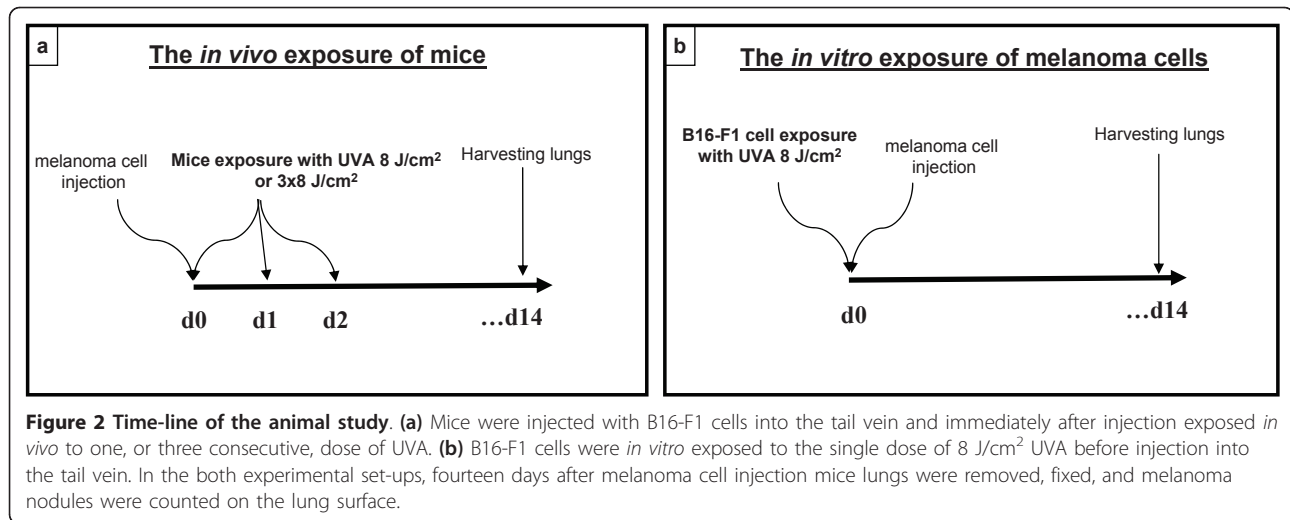 a
The in vivo exposure of mice
melanoma cell
injection
Mice exposure with UVA 8 J/cm²
or 3x8 J/cm²
Harvesting lungs
d0 d1 d2 ...d14
b
The in vitro exposure of melanoma cells
B16-F1 cell exposure
with UVA 8 J/cm²
melanoma cell
injection
Harvesting lungs
d0 ...d14
Figure 2 Time-line of the animal study. (a) Mice were injected with B16-F1 cells into the tail vein and immediately after injection exposed in
vivo to one, or three consecutive, dose of UVA. (b) B16-F1 cells were in vitro exposed to the single dose of 8 J/cm² UVA before injection into
the tail vein. In the both experimental set-ups, fourteen days after melanoma cell injection mice lungs were removed, fixed, and melanoma
nodules were counted on the lung surface.